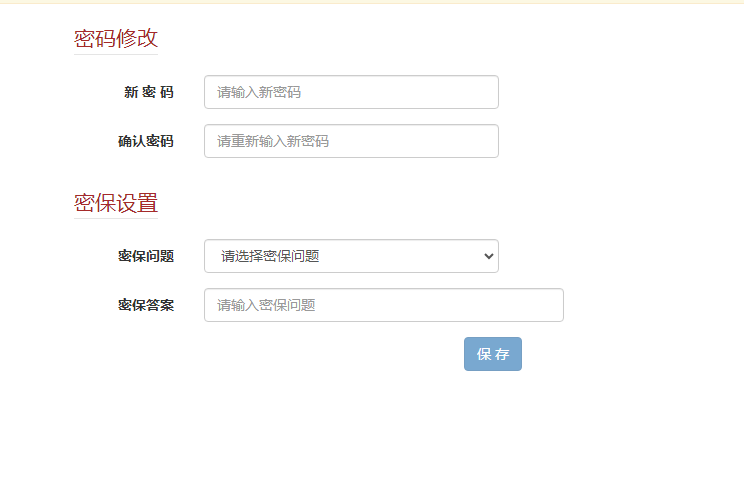 密码修改
新 密 码 请输入新密码
确认密码 请重新输入新密码
密保设置
密保问题 请选择密保问题
密保答案 请输入密保问题
保 存